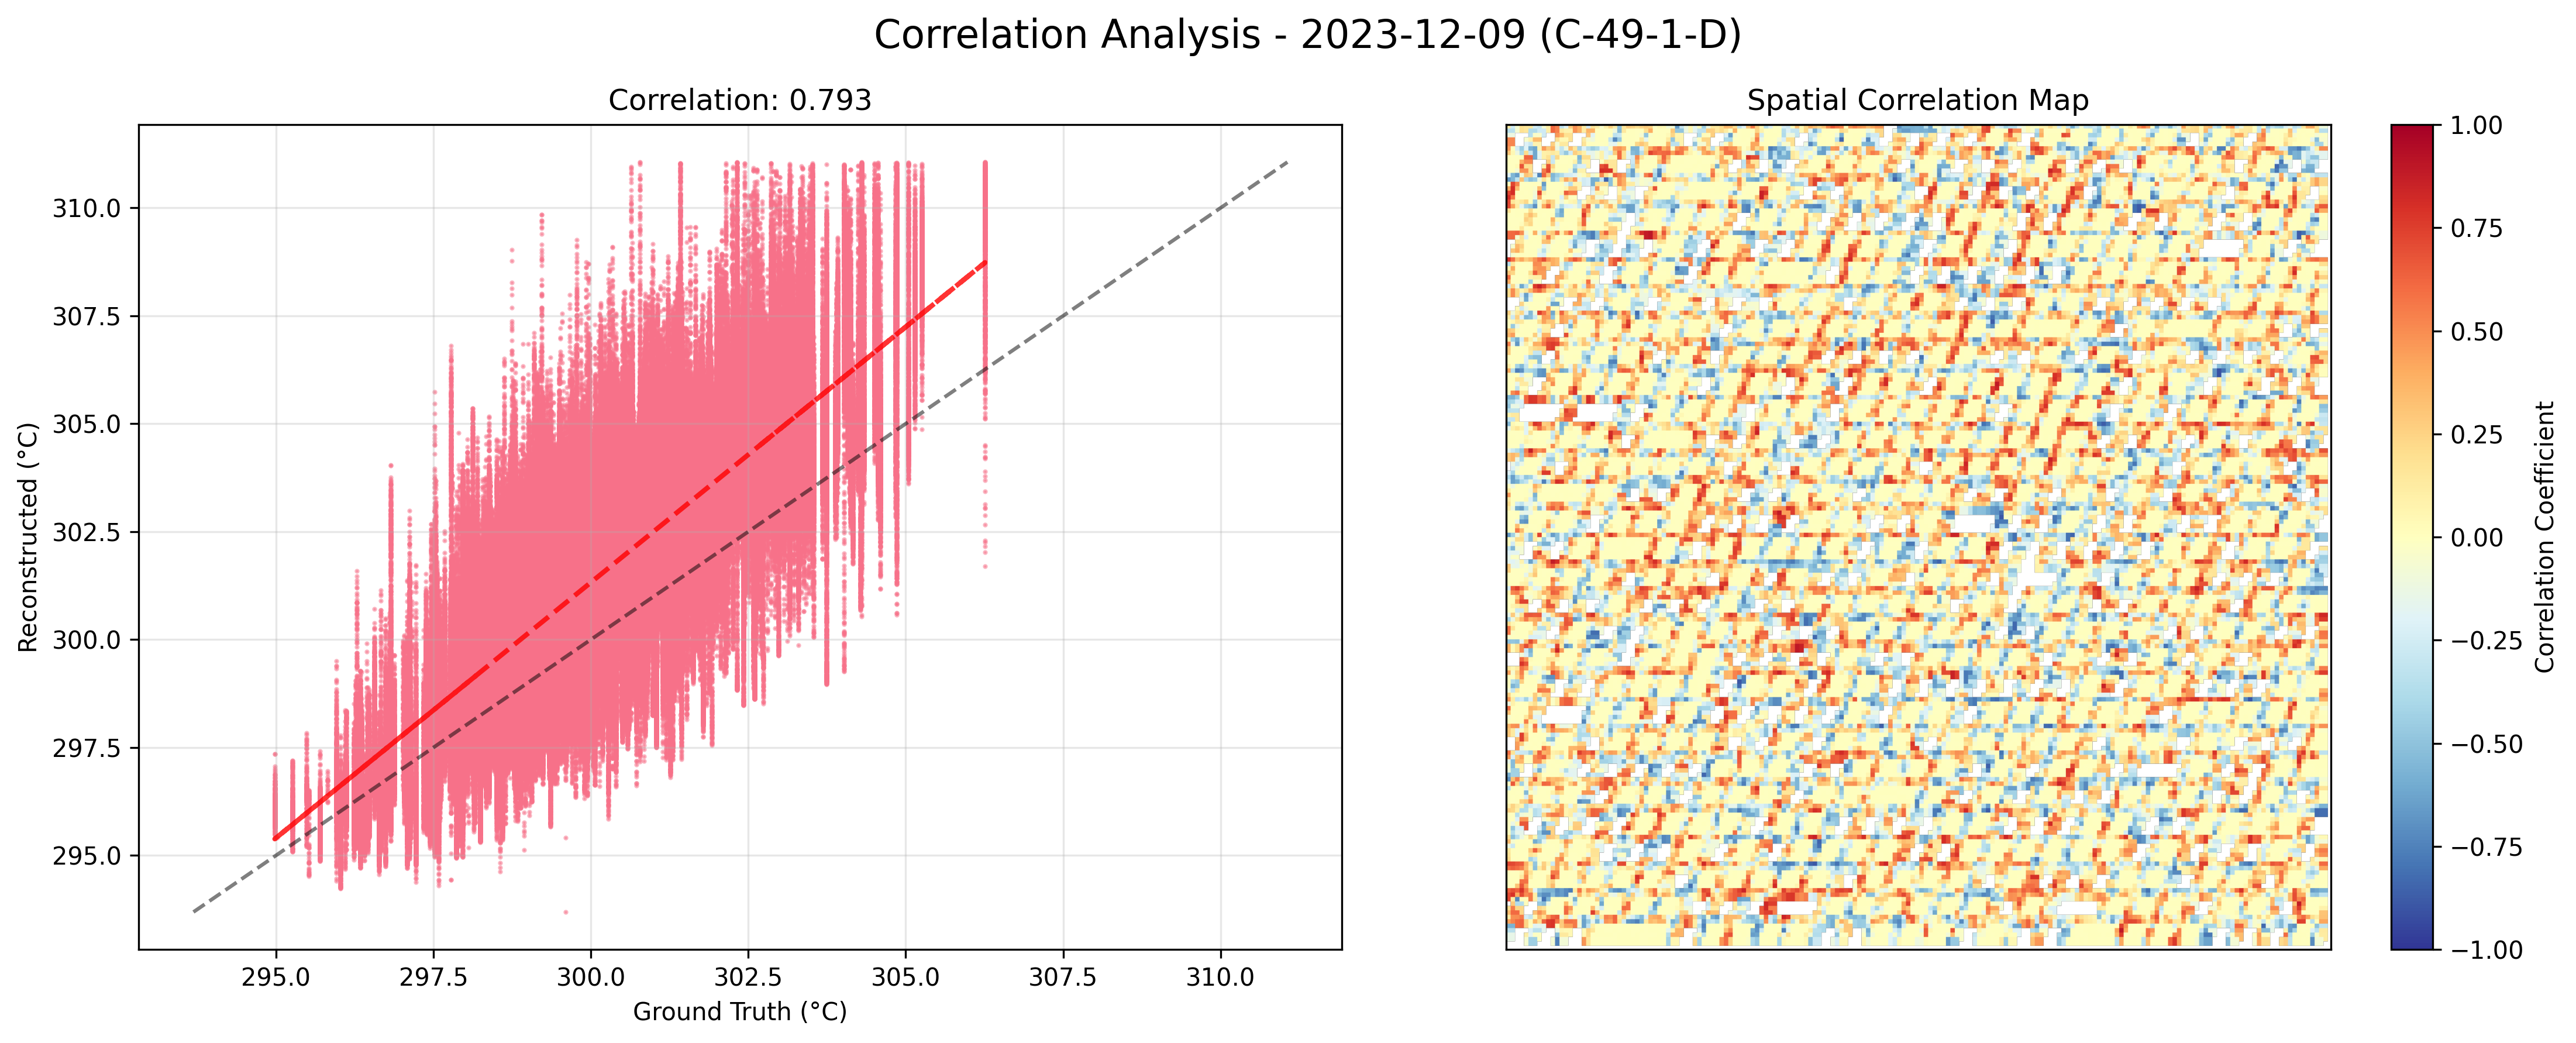 Correlation Analysis - 2023-12-09 (C-49-1-D)
Correlation: 0.793
Reconstructed (°C)
310.0
307.5
305.0
302.5
300.0
297.5
295.0
295.0 297.5 300.0 302.5 305.0 307.5 310.0
Ground Truth (°C)
Spatial Correlation Map
1.00
0.75
0.50
0.25
0.00
−0.25
−0.50
−0.75
−1.00
Correlation Coefficient